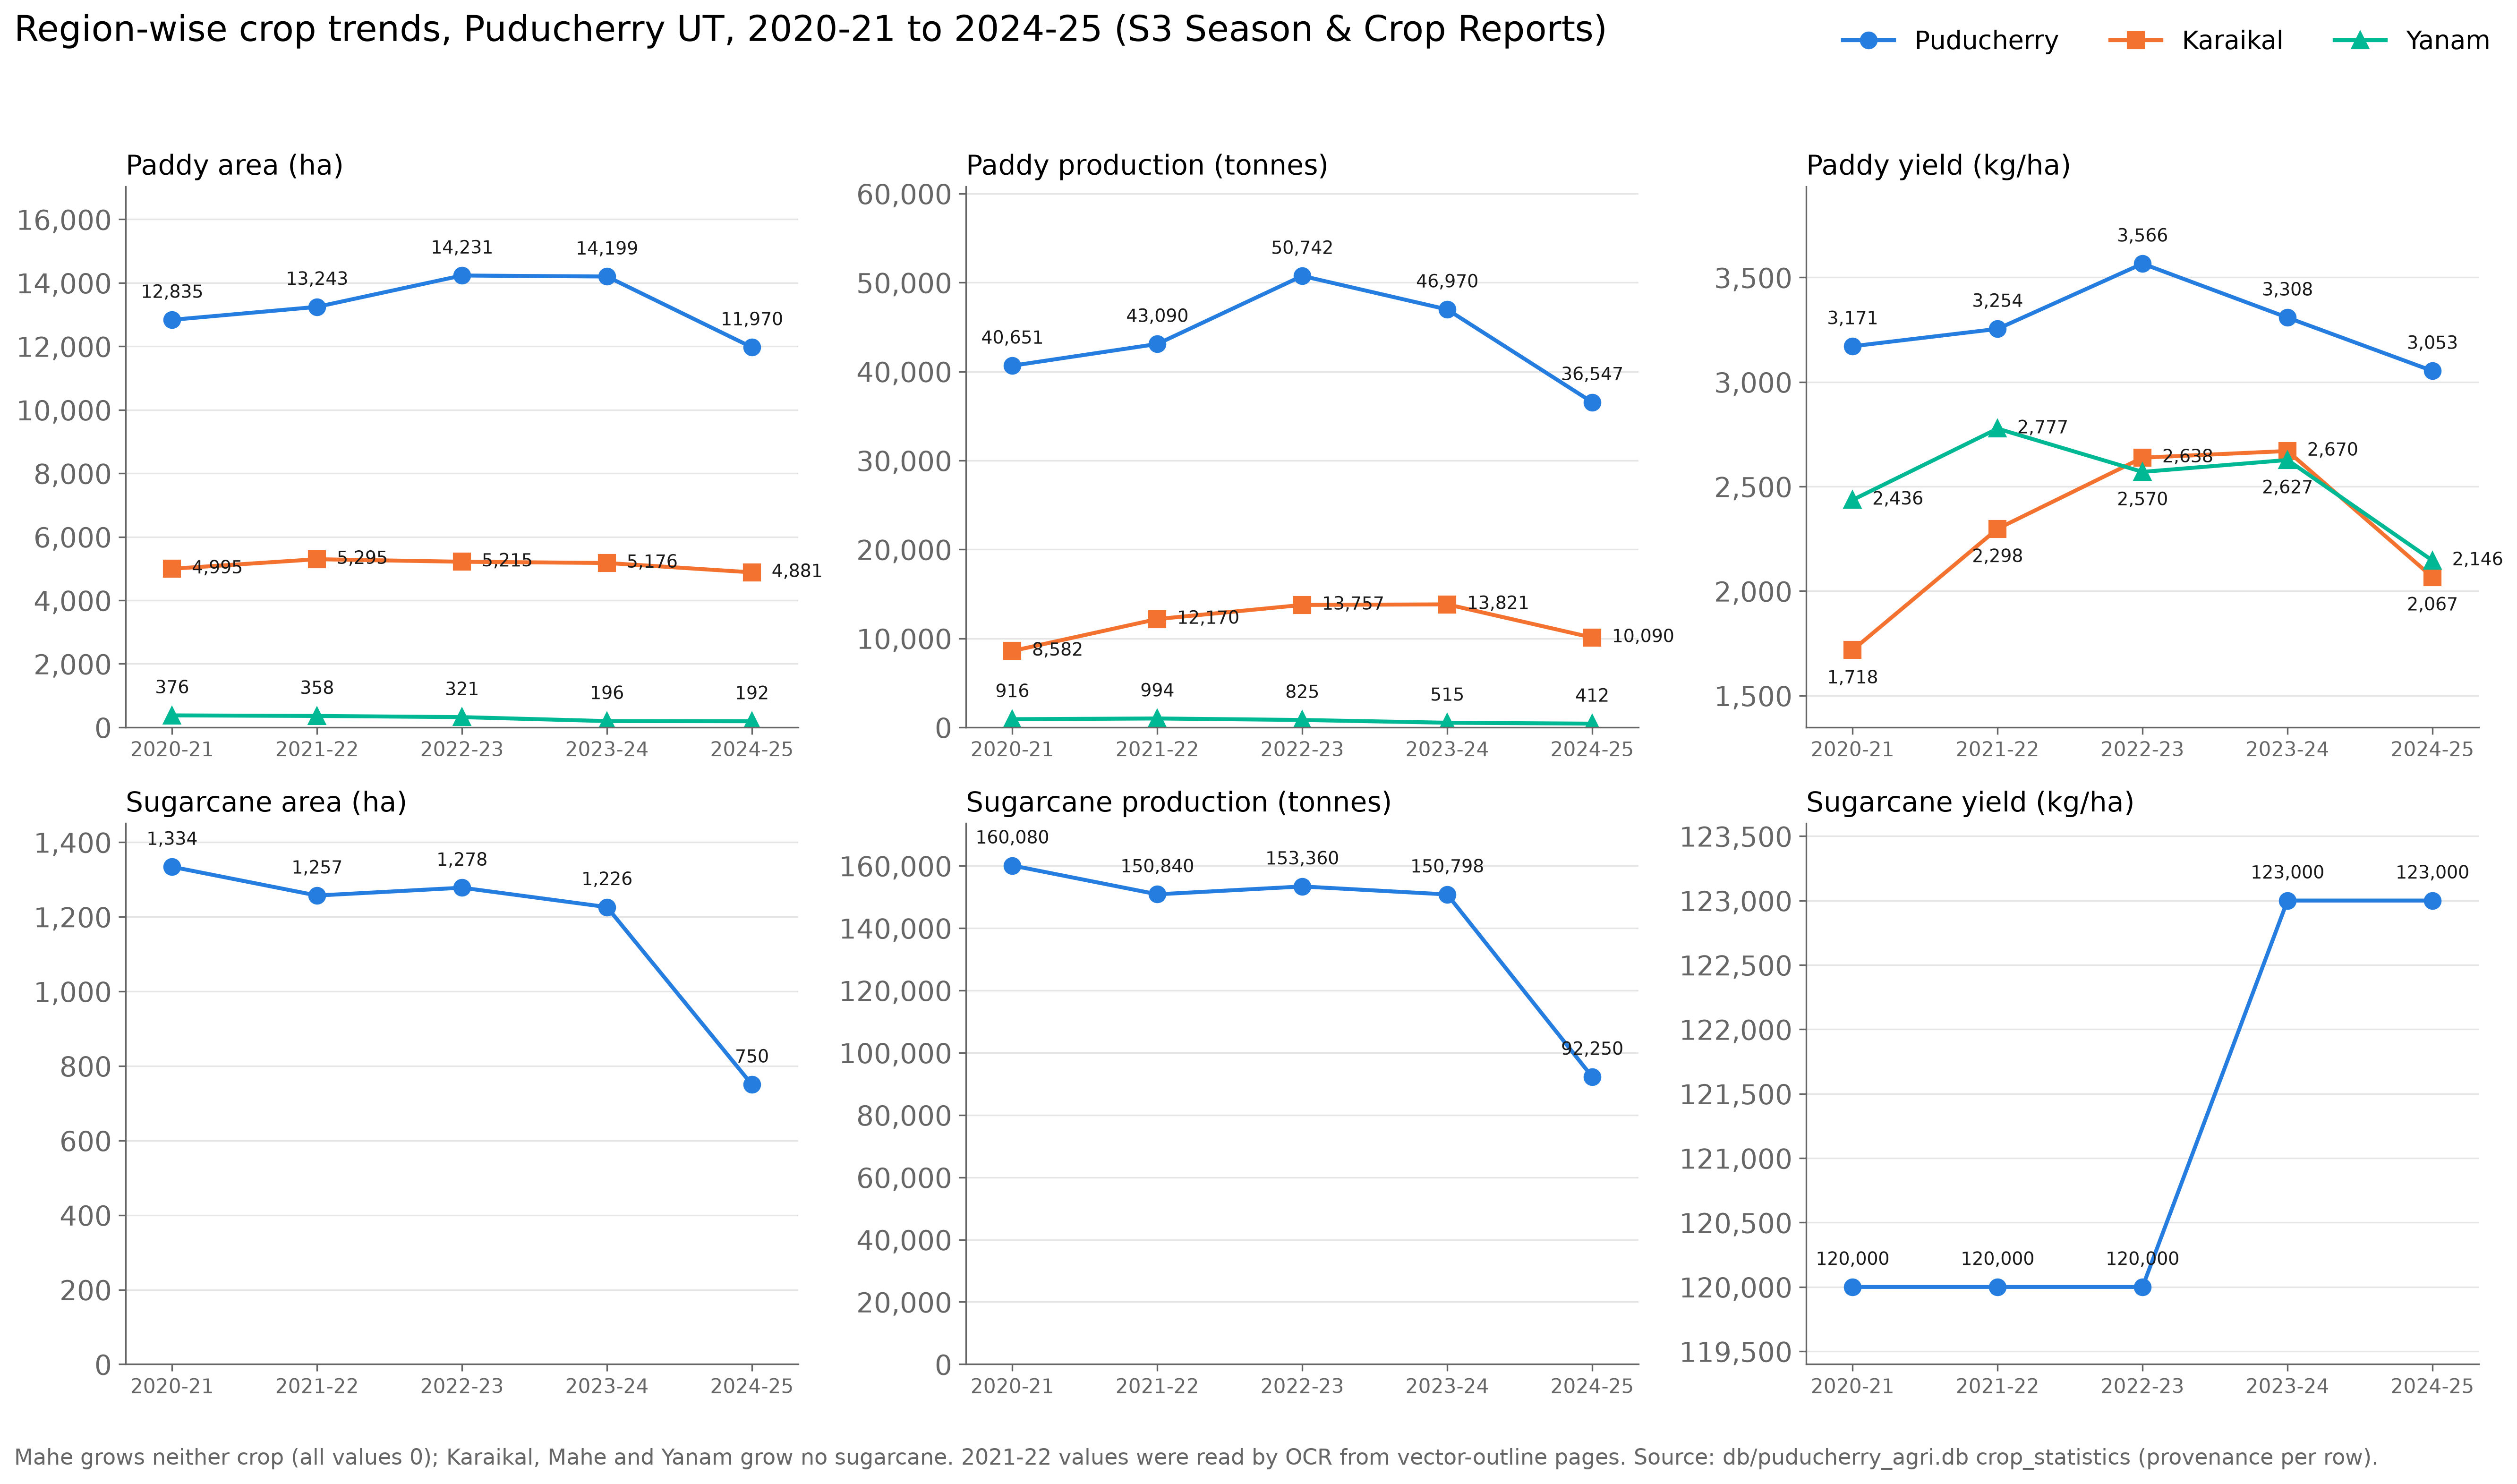 Region-wise crop trends, Puducherry UT, 2020-21 to 2024-25 (S3 Season & Crop Reports)
Puducherry Karaikal Yanam
Paddy area (ha)
16,000
14,000
12,000
10,000
8,000
6,000
4,000
2,000
0
12,835 13,243 14,231 14,199 11,970
4,995 5,295 5,215 5,176 4,881
376 358 321 196 192
2020-21 2021-22 2022-23 2023-24 2024-25
Paddy production (tonnes)
60,000
50,000
40,000
30,000
20,000
10,000
0
40,651 43,090 50,742 46,970 36,547
8,582 12,170 13,757 13,821 10,090
916 994 825 515 412
2020-21 2021-22 2022-23 2023-24 2024-25
Paddy yield (kg/ha)
3,500
3,000
2,500
2,000
1,500
3,171 3,254 3,566 3,308 3,053
2,436 2,777 2,570 2,627 2,146
1,718 2,298 2,638 2,670 2,067
2020-21 2021-22 2022-23 2023-24 2024-25
Sugarcane area (ha)
1,400
1,200
1,000
800
600
400
200
0
1,334 1,257 1,278 1,226 750
2020-21 2021-22 2022-23 2023-24 2024-25
Sugarcane production (tonnes)
160,000
140,000
120,000
100,000
80,000
60,000
40,000
20,000
0
160,080 150,840 153,360 150,798 92,250
2020-21 2021-22 2022-23 2023-24 2024-25
Sugarcane yield (kg/ha)
123,500
123,000
122,500
122,000
121,500
121,000
120,500
120,000
119,500
120,000 120,000 120,000 123,000 123,000
2020-21 2021-22 2022-23 2023-24 2024-25
Mahe grows neither crop (all values 0); Karaikal, Mahe and Yanam grow no sugarcane. 2021-22 values were read by OCR from vector-outline pages. Source: db/puducherry_agri.db crop_statistics (provenance per row).